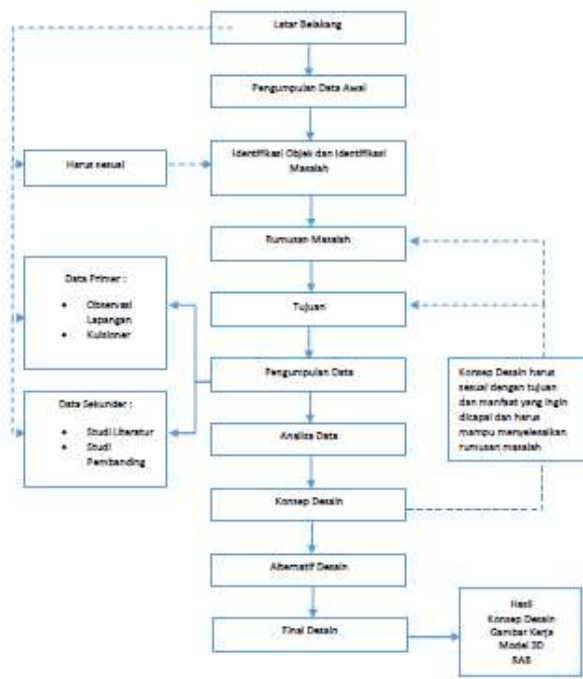 Latar Belakang
Pengumpulan Data Awal
Identifikasi Objek dan Identifikasi
Masalah
Harus sesuai
Rumusan Masalah
Tujuan
Data Primer :
• Observasi
Lapangan
• Kuisioner
Pengumpulan Data
Data Sekunder :
• Studi Literatur
• Studi
Pembanding
Analisa Data
Konsep Desain harus
sesuai dengan tujuan
dan manfaat yang ingin
dicapai dan harus
mampu menyelesaikan
rumusan masalah
Konsep Desain
Alternatif Desain
Final Desain
Hasil
Konsep Desain
Gambar Kerja
Model 3D
RAB